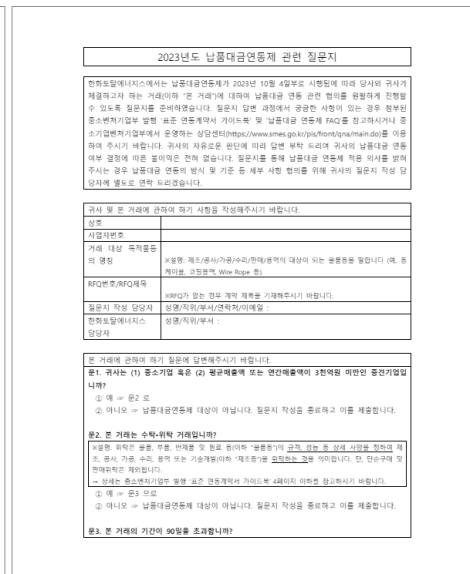 2023년도 납품대금연동제 관련 질문지
한화토탈에너지스에서는 납품대금연동제가 2023년 10월 4일부로 시행됨에 따라 당사와 귀사가
체결하고자 하는 거래(이하 "본 거래")에 대하여 납품대금 연동 관련 협의를 원활하게 진행할
수 있도록 질문지를 준비하였습니다. 질문지 답변 과정에서 궁금한 사항이 있는 경우 첨부된
중소벤처기업부 발행 '표준 연동계약서 가이드북' 및 '납품대금 연동제 FAQ'를 참고하시거나 중
소기업벤처기업부에서 운영하는 상담센터(https://www.smes.go.kr/pis/front/qna/main.do)를 이용
하여 주시기 바랍니다. 귀사의 자유로운 판단에 따라 답변 부탁 드리며 귀사의 납품대금 연동
여부 결정에 따른 불이익은 전혀 없습니다. 질문지를 통해 납품대금 연동제 적용 의사를 밝혀
주시는 경우 납품대금 연동의 방식 및 기준 등 세부 사항 협의를 위해 귀사의 질문지 작성 담
당자께 별도로 연락 드리겠습니다.
귀사 및 본 거래에 관하여 하기 사항을 작성해주시기 바랍니다.
상호
사업자번호
거래 대상 목적물등
의 명칭
※설명: 제조/공사/가공/수리/판매/용역의 대상이 되는 물품등을 말합니다 (예, 동
케이블, 코팅용역, Wire Rope 등).
RFQ번호/RFQ제목
※RFQ가 없는 경우 계약 제목을 기재해주시기 바랍니다.
질문지 작성 담당자 성명/직위/부서/연락처/이메일 :
한화토탈에너지스 성명/직위/부서 :
담당자
본 거래에 관하여 하기 질문에 답변해주시기 바랍니다.
문1. 귀사는 (1) 중소기업 혹은 (2) 평균매출액 또는 연간매출액이 3천억원 미만인 중견기업입
니까?
① 예 ☞ 문2 로
② 아니오 ☞ 납품대금연동제 대상이 아닙니다. 질문지 작성을 종료하고 이를 제출합니다.
문2. 본 거래는 수탁•위탁 거래입니까?
※설명: 위탁은 물품, 부품, 반제품 및 원료 등(이하 "물품등")의 규격, 성능 등 상세 사양을 정하여 제
조, 공사, 가공, 수리, 용역 또는 기술개발(이하 "제조등")을 위탁하는 것을 의미합니다. 단, 단순구매 및
판매위탁은 제외됩니다.
→ 상세는 중소벤처기업부 발행 '표준 연동계약서 가이드북' 4페이지 이하를 참고하시기 바랍니다.
① 예 ☞ 문3 으로
② 아니오 ☞ 납품대금연동제 대상이 아닙니다. 질문지 작성을 종료하고 이를 제출합니다.
문3. 본 거래의 기간이 90일을 초과합니까?